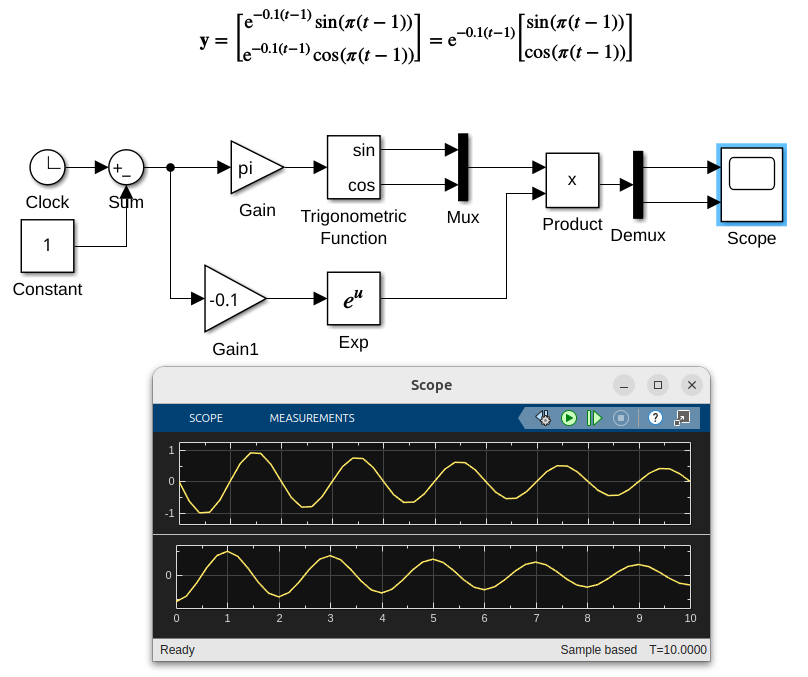 y = [e^−0.1(t−1) sin(π(t − 1)) e^−0.1(t−1) cos(π(t − 1))] = e^−0.1(t−1) [sin(π(t − 1)) cos(π(t − 1))]
Clock
+_
Sum
pi
Gain
sin
cos
Trigonometric
Function
Mux
x
Product
Demux
Scope
1
Constant
-0.1
Gain1
e^u
Exp
Scope
SCOPE MEASUREMENTS
?
1
0
-1
0
0 1 2 3 4 5 6 7 8 9 10
Ready Sample based T=10.0000